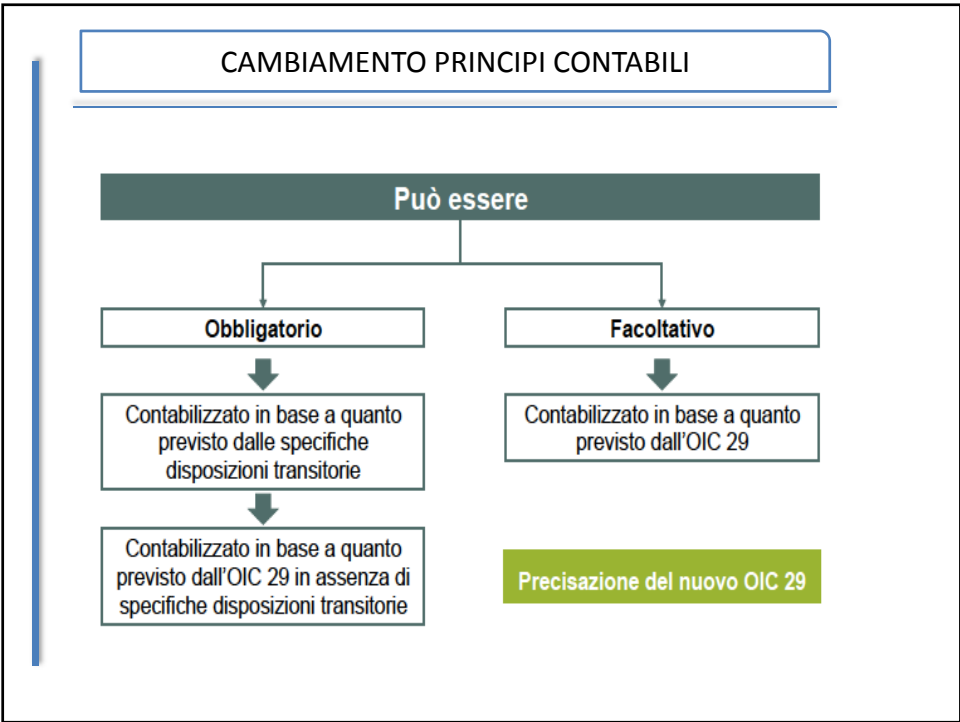 CAMBIAMENTO PRINCIPI CONTABILI
Può essere
Obbligatorio
Contabilizzato in base a quanto
previsto dalle specifiche
disposizioni transitorie
Contabilizzato in base a quanto
previsto dall'OIC 29 in assenza di
specifiche disposizioni transitorie
Facoltativo
Contabilizzato in base a quanto
previsto dall'OIC 29
Precisazione del nuovo OIC 29